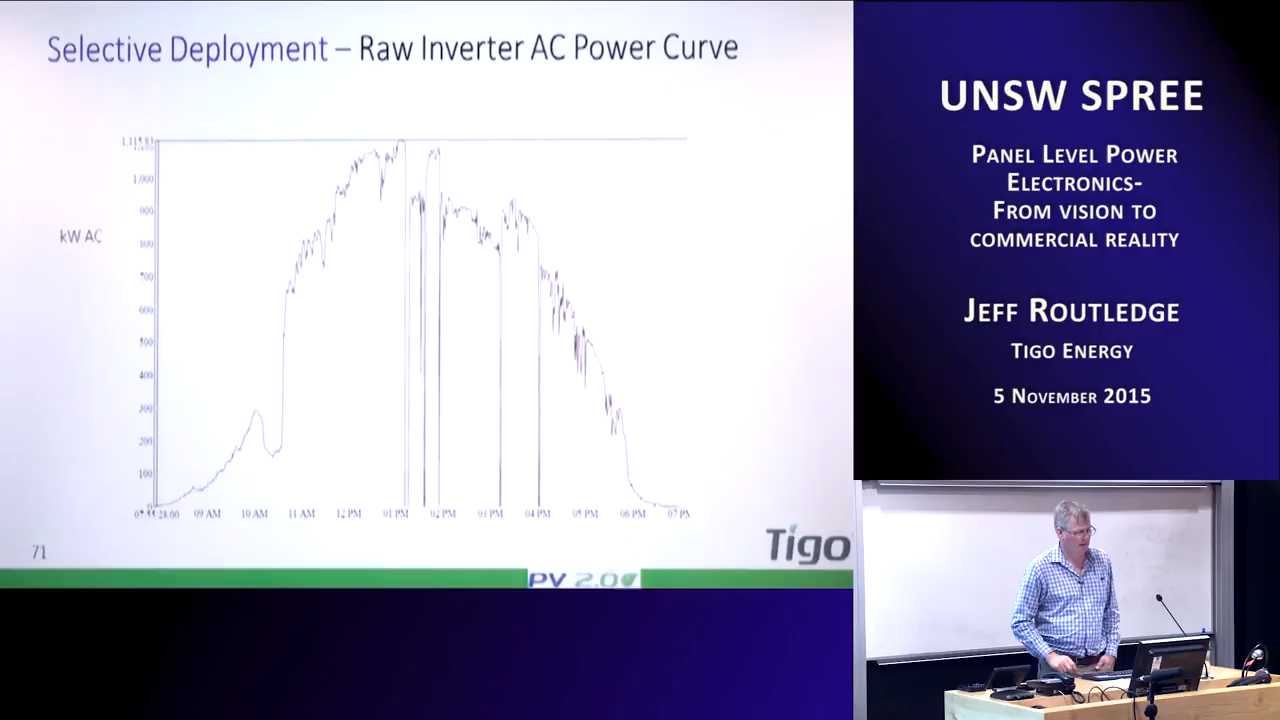 Selective Deployment – Raw Inverter AC Power Curve
kW AC
1,000
900
800
700
600
500
400
300
200
100
0
09 AM 10 AM 11 AM 12 PM 01 PM 02 PM 03 PM 04 PM 05 PM 06 PM 07 PM
71
Tigo
PV 2.0
UNSW SPREE
PANEL LEVEL POWER
ELECTRONICS-
FROM VISION TO
COMMERCIAL REALITY
JEFF ROUTLEDGE
TIGO ENERGY
5 NOVEMBER 2015